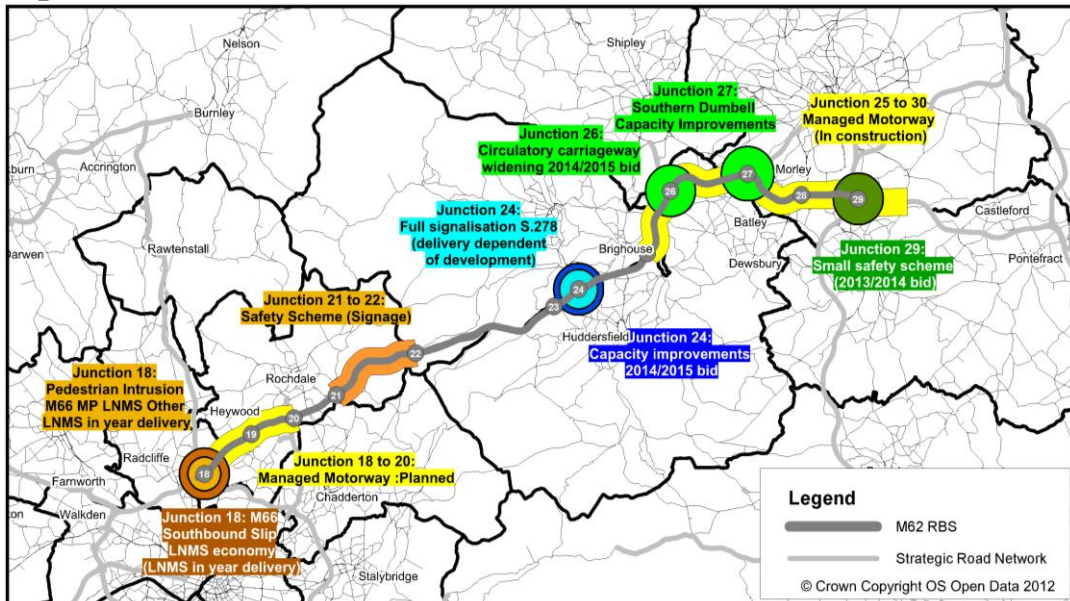 Nelson
Shipley
Junction 27:
Southern Dumbell
Capacity Improvements
Junction 25 to 30
Managed Motorway
(In construction)
Burnley
Junction 26:
Circulatory carriageway
widening 2014/2015 bid
Accrington
27
Morley
26
28
29
Castleford
Batley
Junction 24:
Full signalisation S.278
(delivery dependent
of development)
Rawtenstall
Darwen
Brighouse
Dewsbury
Pontefract
Junction 29:
Small safety scheme
(2013/2014 bid)
24
23
Junction 21 to 22:
Safety Scheme (Signage)
Huddersfield
Junction 24:
Capacity improvements
2014/2015 bid
22
Junction 18:
Pedestrian Intrusion
M66 MP LNMS Other
LNMS in year delivery
Rochdale
21
Heywood
20
19
Radcliffe
18
Junction 18 to 20:
Managed Motorway :Planned
Farnworth
Walkden
Chadderton
Junction 18: M66
Southbound Slip
LNMS economy
(LNMS in year delivery)
Stalybridge
Legend
M62 RBS
Strategic Road Network
© Crown Copyright OS Open Data 2012